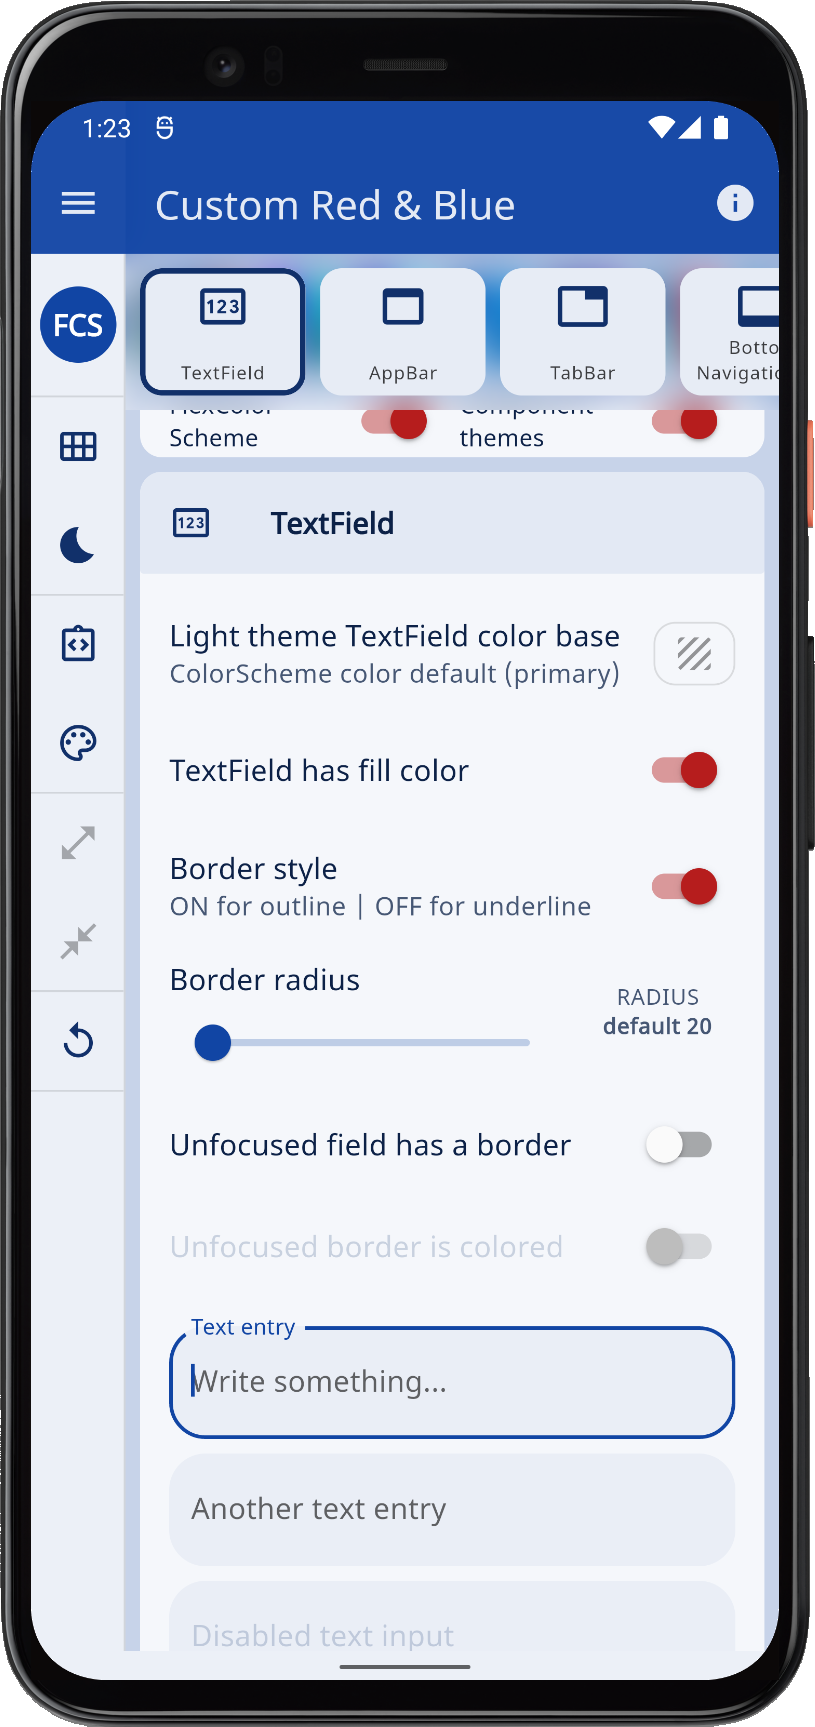 1:23
Custom Red & Blue
FCS
123
TextField
AppBar
TabBar
Botto
Navigatio
FlexColor
Scheme
Component
themes
123
TextField
Light theme TextField color base
ColorScheme color default (primary)
TextField has fill color
Border style
ON for outline | OFF for underline
Border radius
RADIUS
default 20
Unfocused field has a border
Unfocused border is colored
Text entry
Write something...
Another text entry
Disabled text input